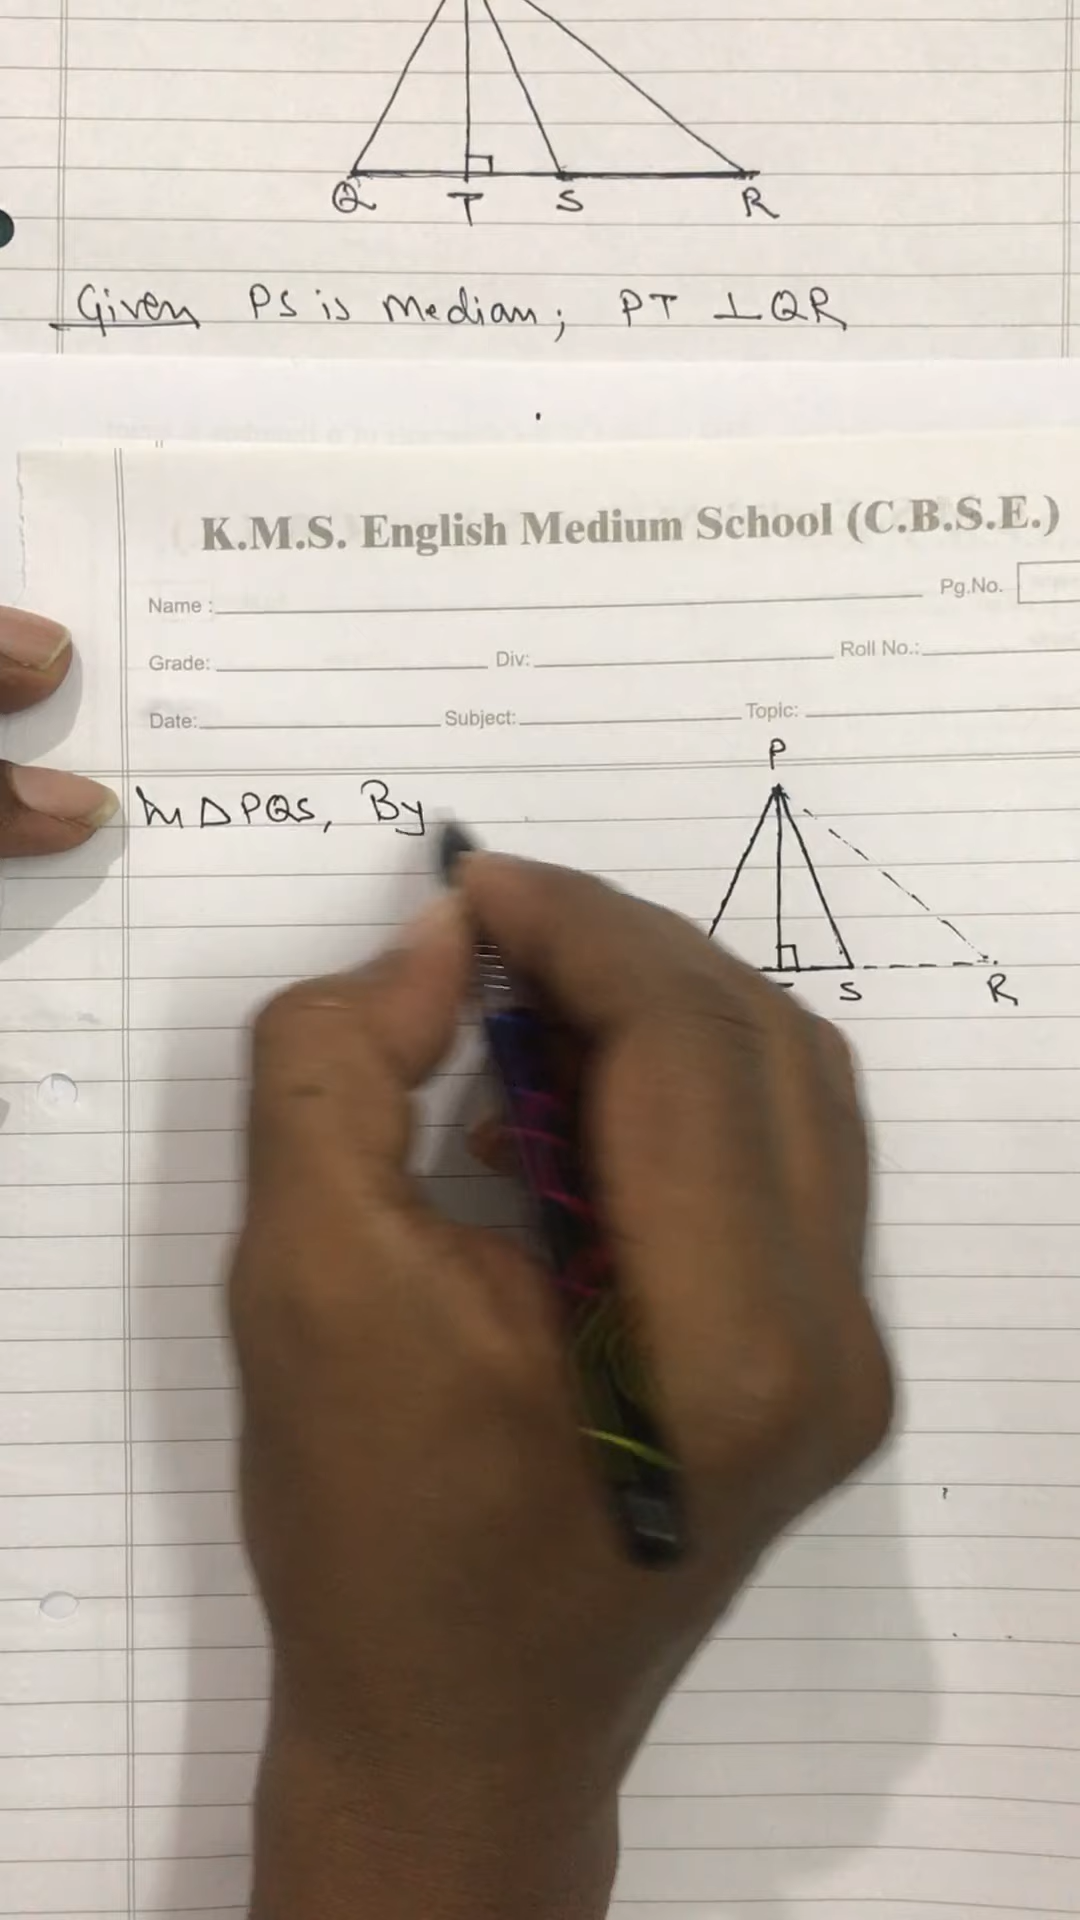 Q T S R
Given PS is Median; PT ⊥ QR
K.M.S. English Medium School (C.B.S.E.)
Name : Pg.No.
Grade: Div: Roll No.:
Date: Subject: Topic:
P
In △PQS, By
S R